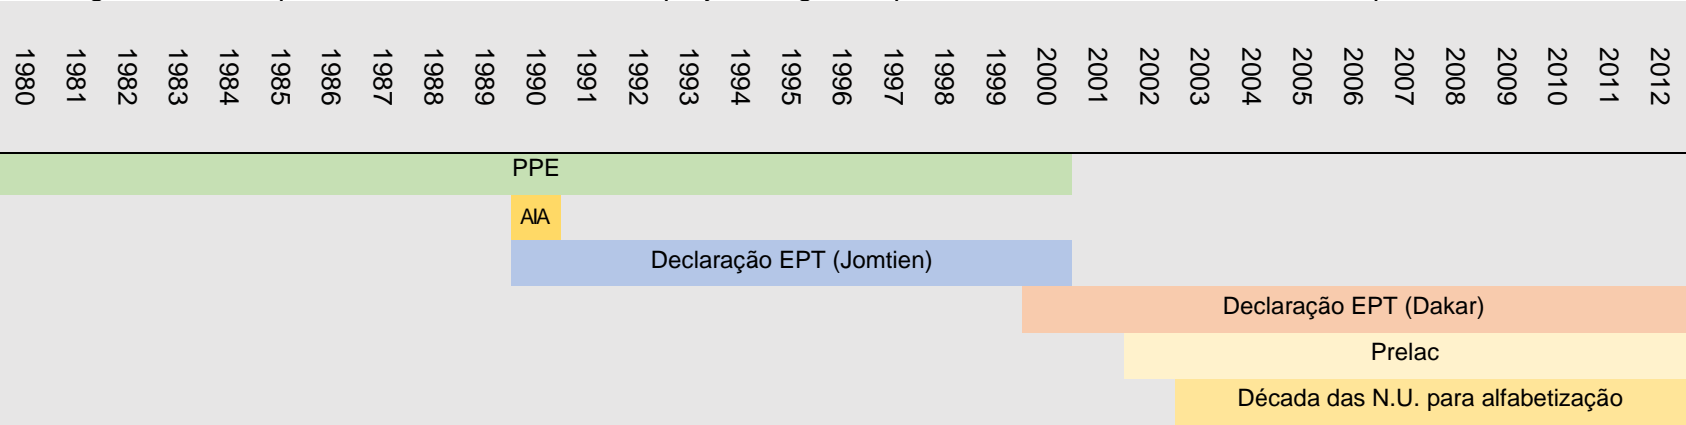 1980 1981 1982 1983 1984 1985 1986 1987 1988 1989 1990 1991 1992 1993 1994 1995 1996 1997 1998 1999 2000 2001 2002 2003 2004 2005 2006 2007 2008 2009 2010 2011 2012
PPE
AIA
Declaração EPT (Jomtien)
Declaração EPT (Dakar)
Prelac
Década das N.U. para alfabetização